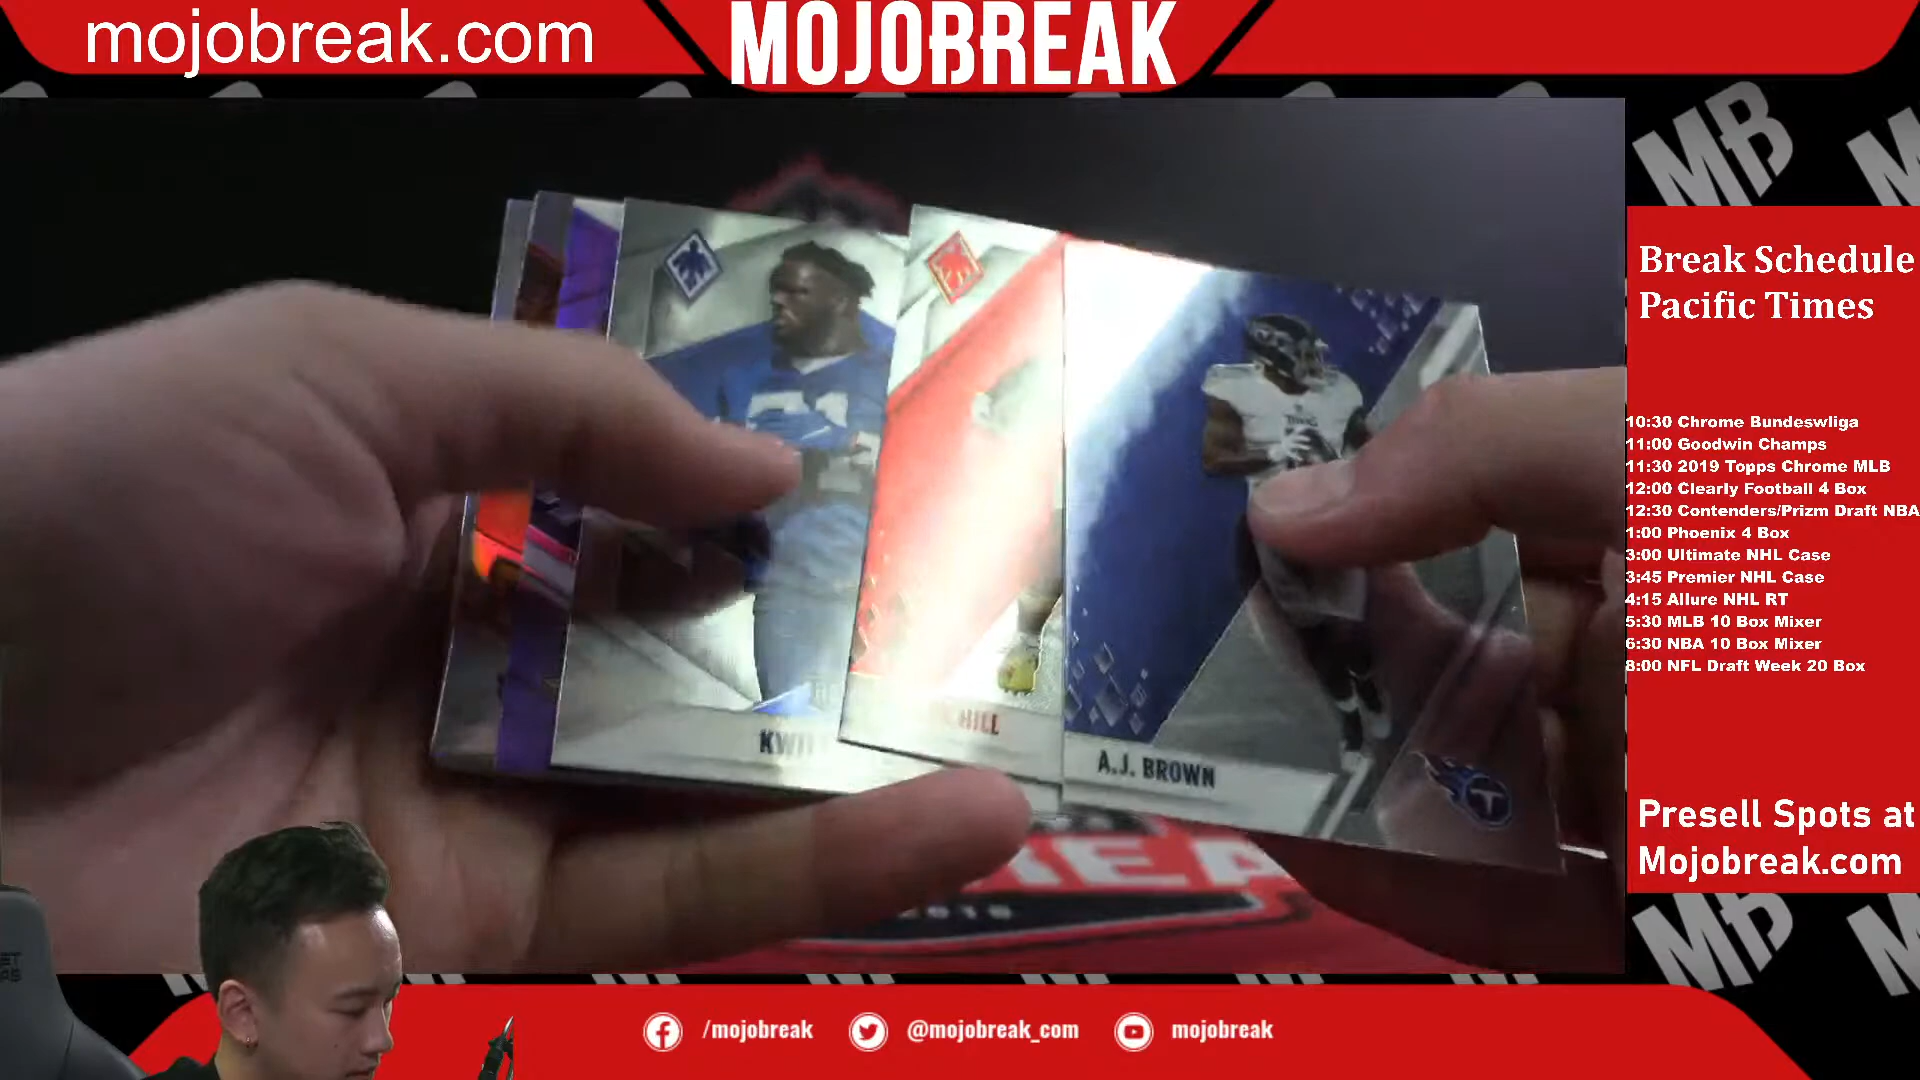 mojobreak.com
MOJOBREAK
MB
Break Schedule
Pacific Times
10:30 Chrome Bundeswliga
11:00 Goodwin Champs
11:30 2019 Topps Chrome MLB
12:00 Clearly Football 4 Box
12:30 Contenders/Prizm Draft NBA
1:00 Phoenix 4 Box
3:00 Ultimate NHL Case
3:45 Premier NHL Case
4:15 Allure NHL RT
5:30 MLB 10 Box Mixer
6:30 NBA 10 Box Mixer
8:00 NFL Draft Week 20 Box
HILL
A.J. BROWN
T
Presell Spots at
Mojobreak.com
MB
/mojobreak
@mojobreak_com
mojobreak